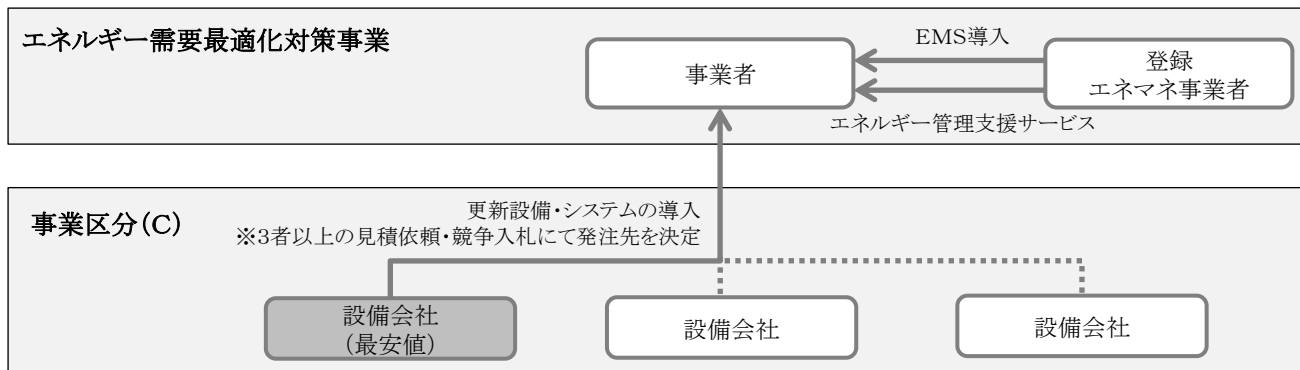 エネルギー需要最適化対策事業
EMS導入
事業者
登録
エネマネ事業者
エネルギー管理支援サービス
事業区分(C)
更新設備・システムの導入
※3者以上の見積依頼・競争入札にて発注先を決定
設備会社
(最安値)
設備会社
設備会社